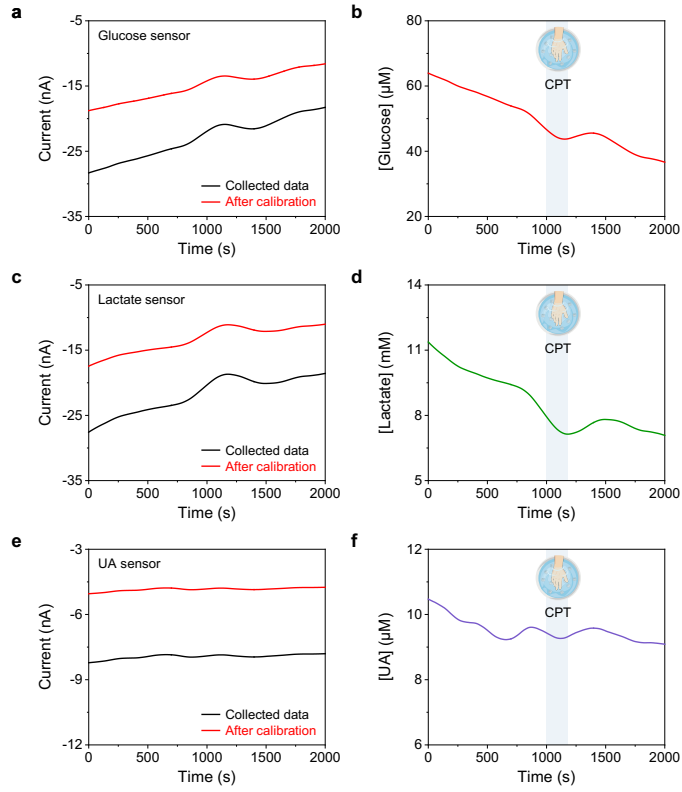 a
Glucose sensor
Current (nA)
-5
-15
-25
-35
Collected data
After calibration
0 500 1000 1500 2000
Time (s)
b
CPT
[Glucose] (μM)
80
60
40
20
0 500 1000 1500 2000
Time (s)
c
Lactate sensor
Current (nA)
-5
-15
-25
-35
Collected data
After calibration
0 500 1000 1500 2000
Time (s)
d
CPT
[Lactate] (mM)
14
11
8
5
0 500 1000 1500 2000
Time (s)
e
UA sensor
Current (nA)
-3
-6
-9
-12
Collected data
After calibration
0 500 1000 1500 2000
Time (s)
f
CPT
[UA] (μM)
12
10
8
6
0 500 1000 1500 2000
Time (s)